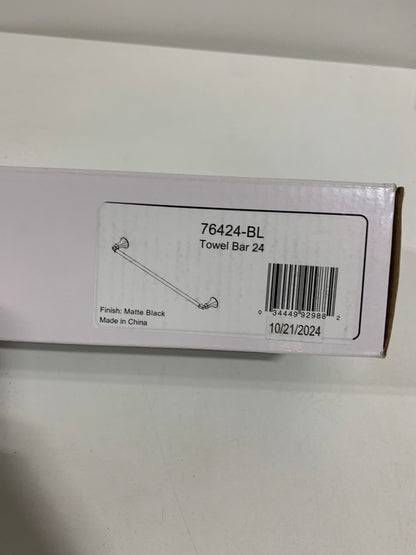 76424-BL
Towel Bar 24
Finish: Matte Black
Made in China
0 34449 92988 2
10/21/2024